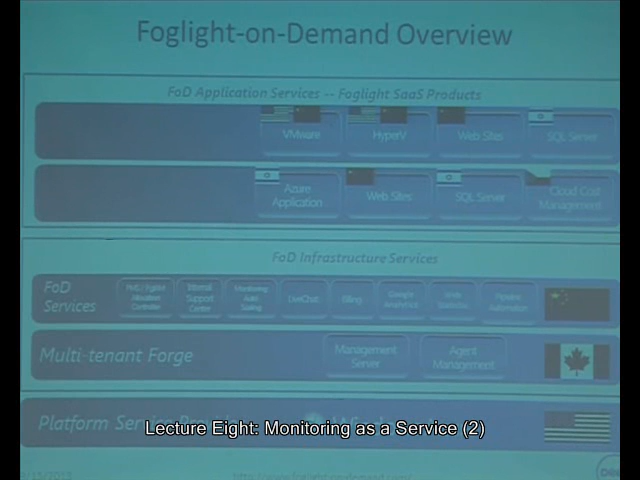 Foglight-on-Demand Overview
FoD Application Services -- Foglight SaaS Products
VMware
HyperV
Web Sites
SQL Server
Azure
Application
Web Sites
SQL Server
Cloud Cost
Management
FoD Infrastructure Services
FoD
Services
Internal
Support
Center
Monitoring
Auto
Scaling
LiveChat
Billing
Google
Analytics
Multi-tenant Forge
Management
Server
Agent
Management
Platform Service
Lecture Eight: Monitoring as a Service (2)